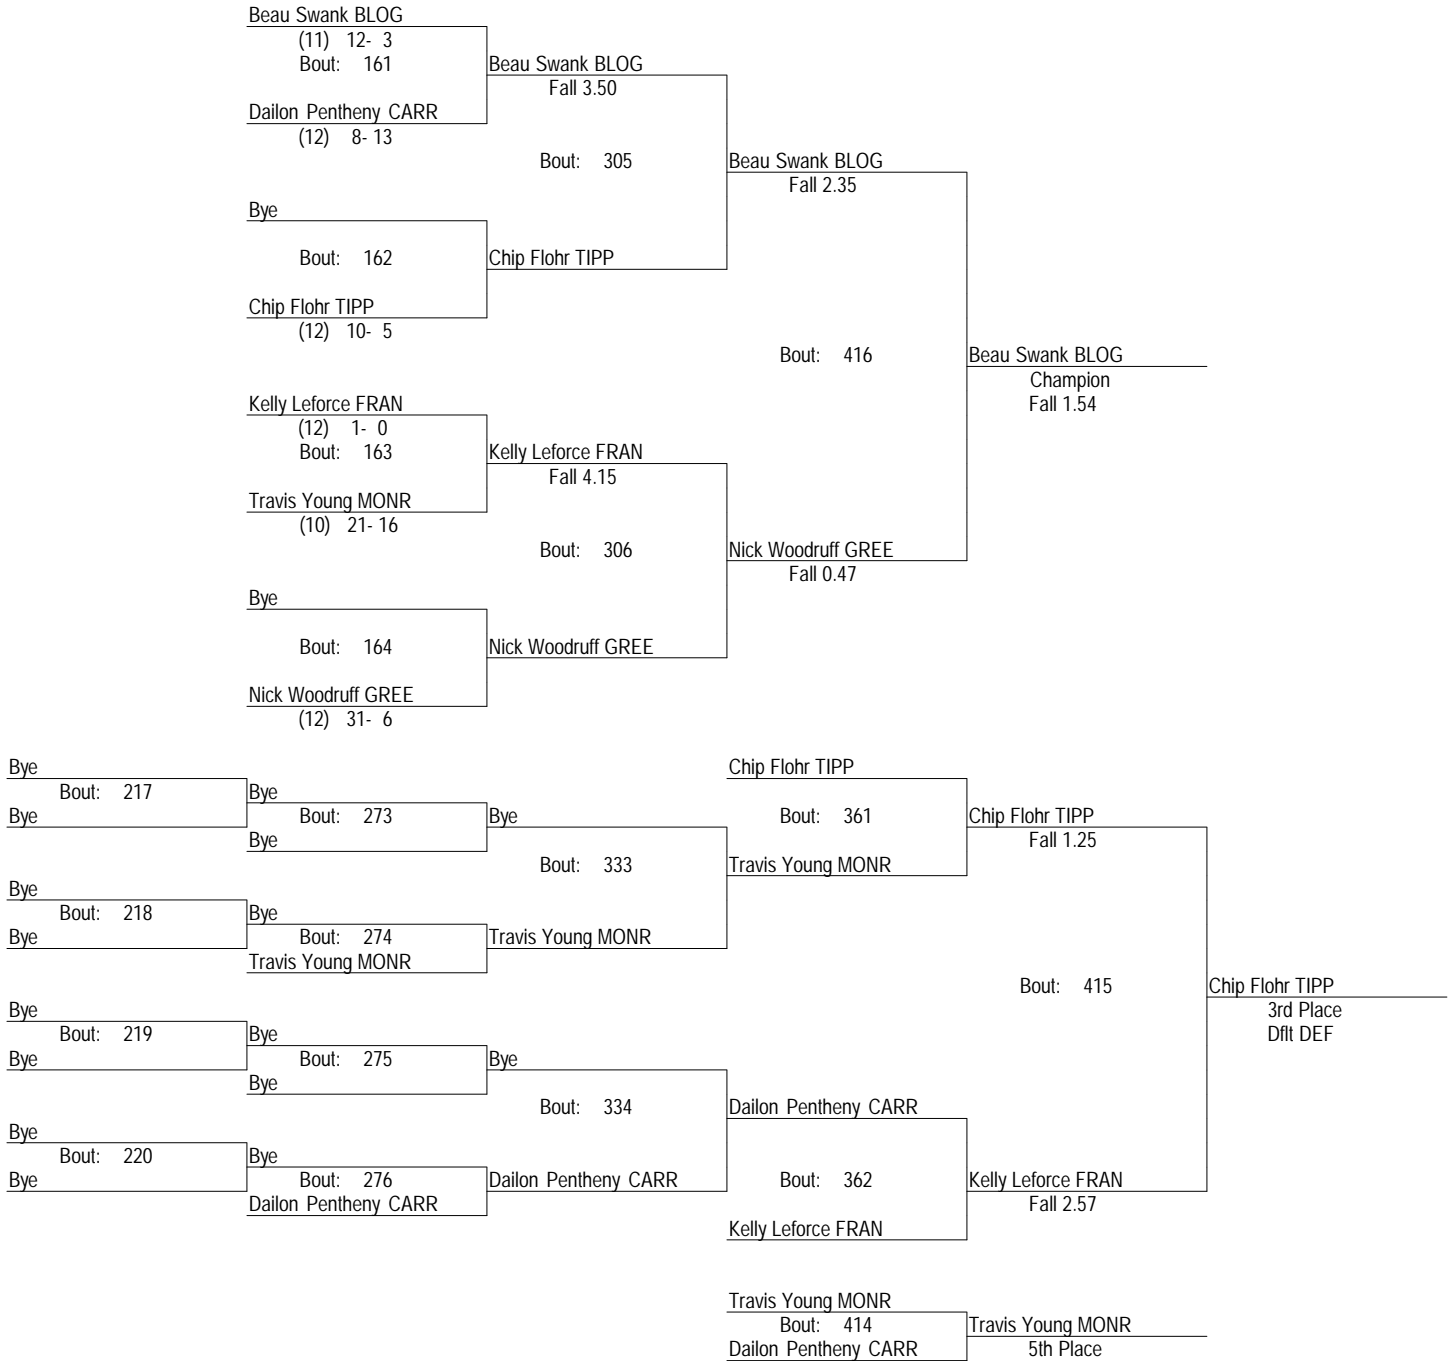 Beau Swank BLOG
(11) 12- 3
Bout: 161
Beau Swank BLOG
Fall 3.50
Dailon Pentheny CARR
(12) 8- 13
Bout: 305
Beau Swank BLOG
Fall 2.35
Bye
Bout: 162
Chip Flohr TIPP
Chip Flohr TIPP
(12) 10- 5
Bout: 416
Beau Swank BLOG
Champion
Fall 1.54
Kelly Leforce FRAN
(12) 1- 0
Bout: 163
Kelly Leforce FRAN
Fall 4.15
Travis Young MONR
(10) 21- 16
Bout: 306
Nick Woodruff GREE
Fall 0.47
Bye
Bout: 164
Nick Woodruff GREE
Nick Woodruff GREE
(12) 31- 6
Bye
Bout: 217
Bye
Bye
Bout: 273
Bye
Bye
Chip Flohr TIPP
Bout: 361
Chip Flohr TIPP
Fall 1.25
Bout: 333
Travis Young MONR
Bye
Bout: 218
Bye
Bye
Bout: 274
Travis Young MONR
Travis Young MONR
Bout: 415
Chip Flohr TIPP
3rd Place
Dflt DEF
Bye
Bout: 219
Bye
Bye
Bout: 275
Bye
Bye
Bout: 334
Dailon Pentheny CARR
Bye
Bout: 220
Bye
Bye
Bout: 276
Dailon Pentheny CARR
Dailon Pentheny CARR
Bout: 362
Kelly Leforce FRAN
Fall 2.57
Kelly Leforce FRAN
Travis Young MONR
Bout: 414
Travis Young MONR
Dailon Pentheny CARR
5th Place